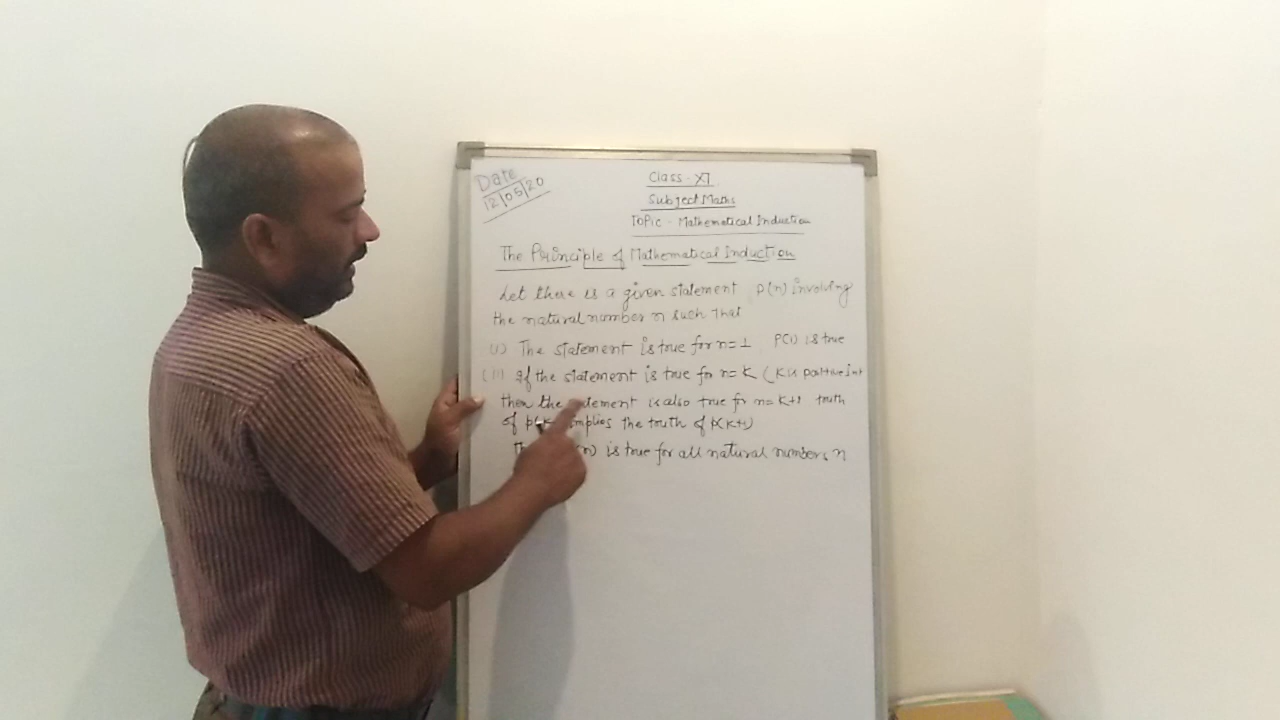 Date
12/05/20
Class - XI
Subject Maths
Topic - Mathematical Induction
The Principle of Mathematical Induction
Let there is a given statement P(n) involving
the natural number n such that
(i) The statement is true for n=1 P(1) is true
(ii) If the statement is true for n=k (k is positive int
then the statement is also true for n=k+1 truth
of P(k implies the truth of P(k+1)
n) is true for all natural numbers n